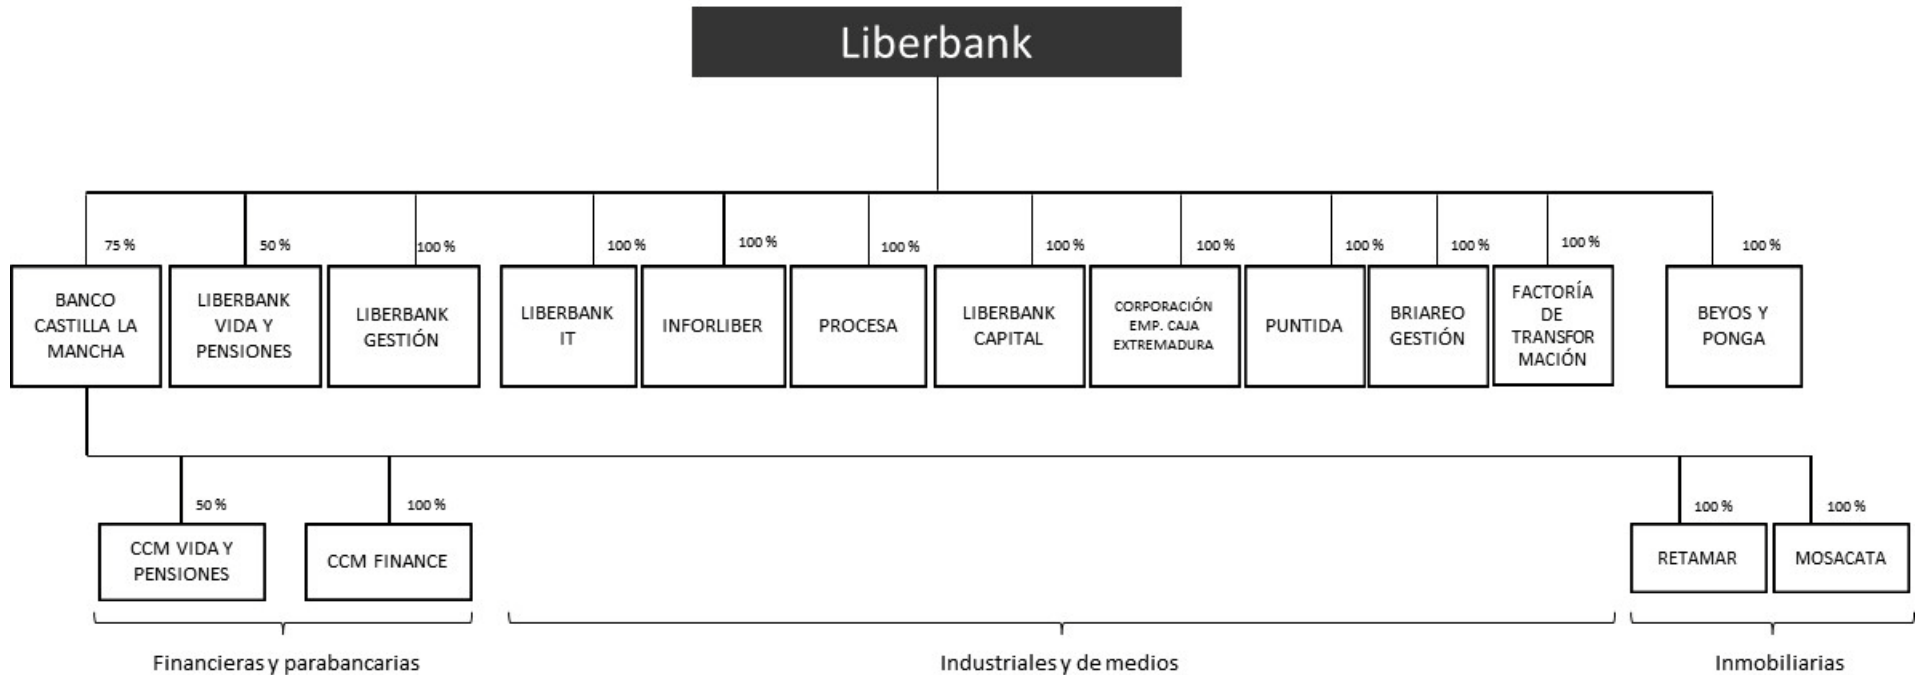 Liberbank
75 %
50 %
100 %
100 %
100 %
100 %
100 %
100 %
100 %
100 %
100 %
100 %
BANCO
CASTILLA LA
MANCHA
LIBERBANK
VIDA Y
PENSIONES
LIBERBANK
GESTIÓN
LIBERBANK
IT
INFORLIBER
PROCESA
LIBERBANK
CAPITAL
CORPORACIÓN
EMP. CAJA
EXTREMADURA
PUNTIDA
BRIAREO
GESTIÓN
FACTORÍA
DE
TRANSFOR
MACIÓN
BEYOS Y
PONGA
50 %
100 %
100 %
100 %
CCM VIDA Y
PENSIONES
CCM FINANCE
RETAMAR
MOSACATA
Financieras y parabancarias
Industriales y de medios
Inmobiliarias